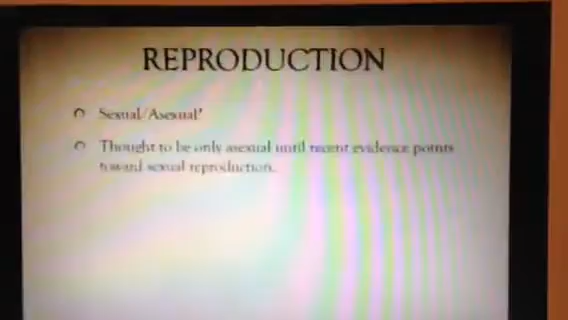 REPRODUCTION
Sexual/Asexual?
Thought to be only asexual until recent evidence points
toward sexual reproduction.